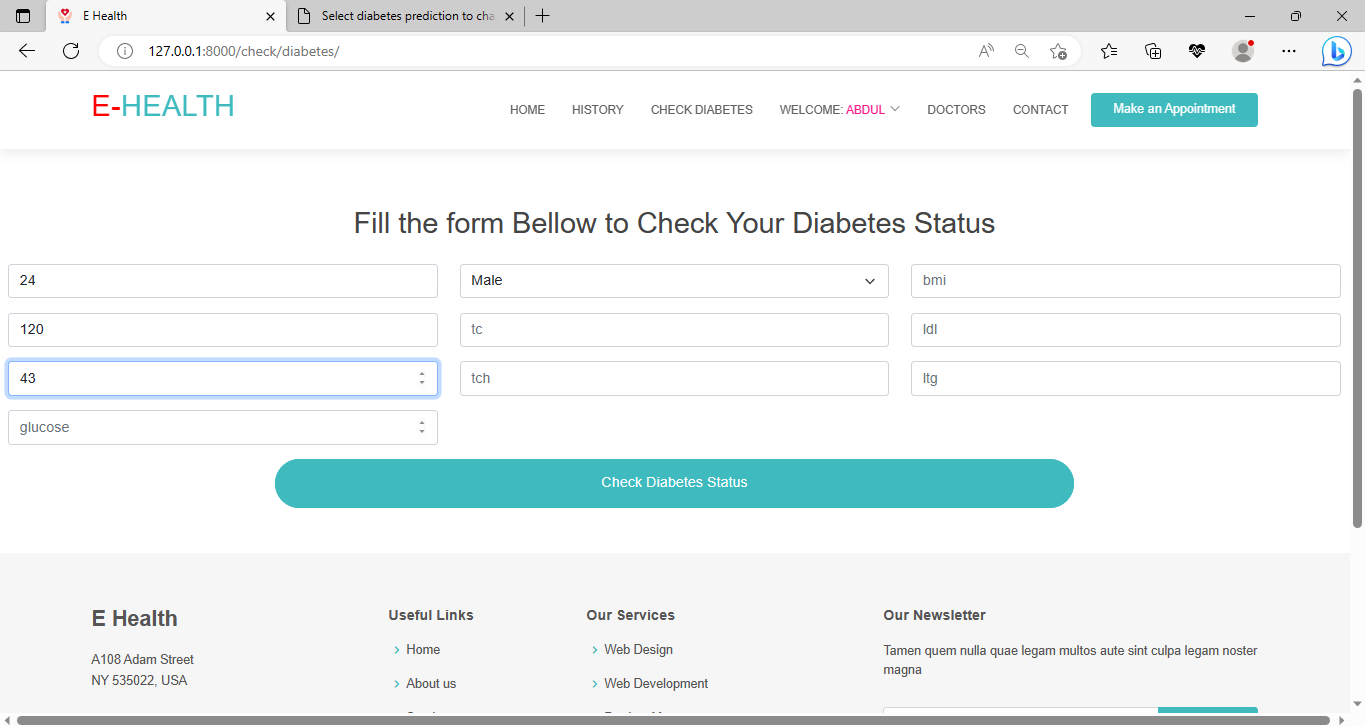 E Health
Select diabetes prediction to cha
127.0.0.1:8000/check/diabetes/
E-HEALTH
HOME HISTORY CHECK DIABETES WELCOME: ABDUL DOCTORS CONTACT Make an Appointment
Fill the form Bellow to Check Your Diabetes Status
24 Male bmi
120 tc ldl
43 tch ltg
glucose
Check Diabetes Status
E Health
A108 Adam Street
NY 535022, USA
Useful Links
Home
About us
Our Services
Web Design
Web Development
Our Newsletter
Tamen quem nulla quae legam multos aute sint culpa legam noster
magna